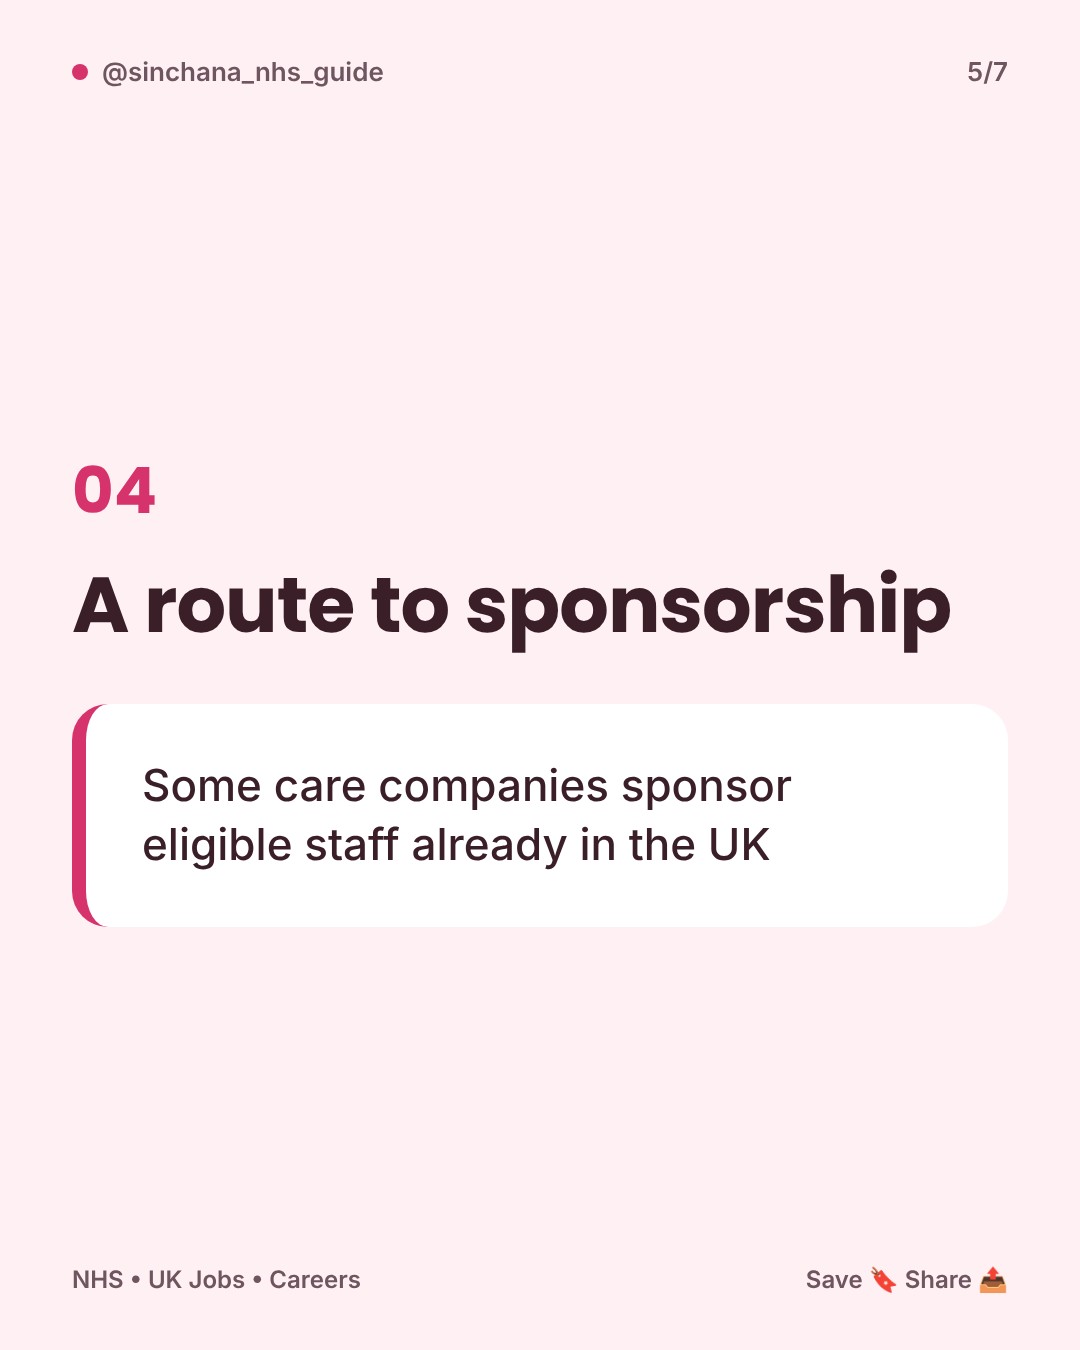 @sinchana_nhs_guide
5/7
04
A route to sponsorship
Some care companies sponsor
eligible staff already in the UK
NHS • UK Jobs • Careers
Save 🔖 Share 📤